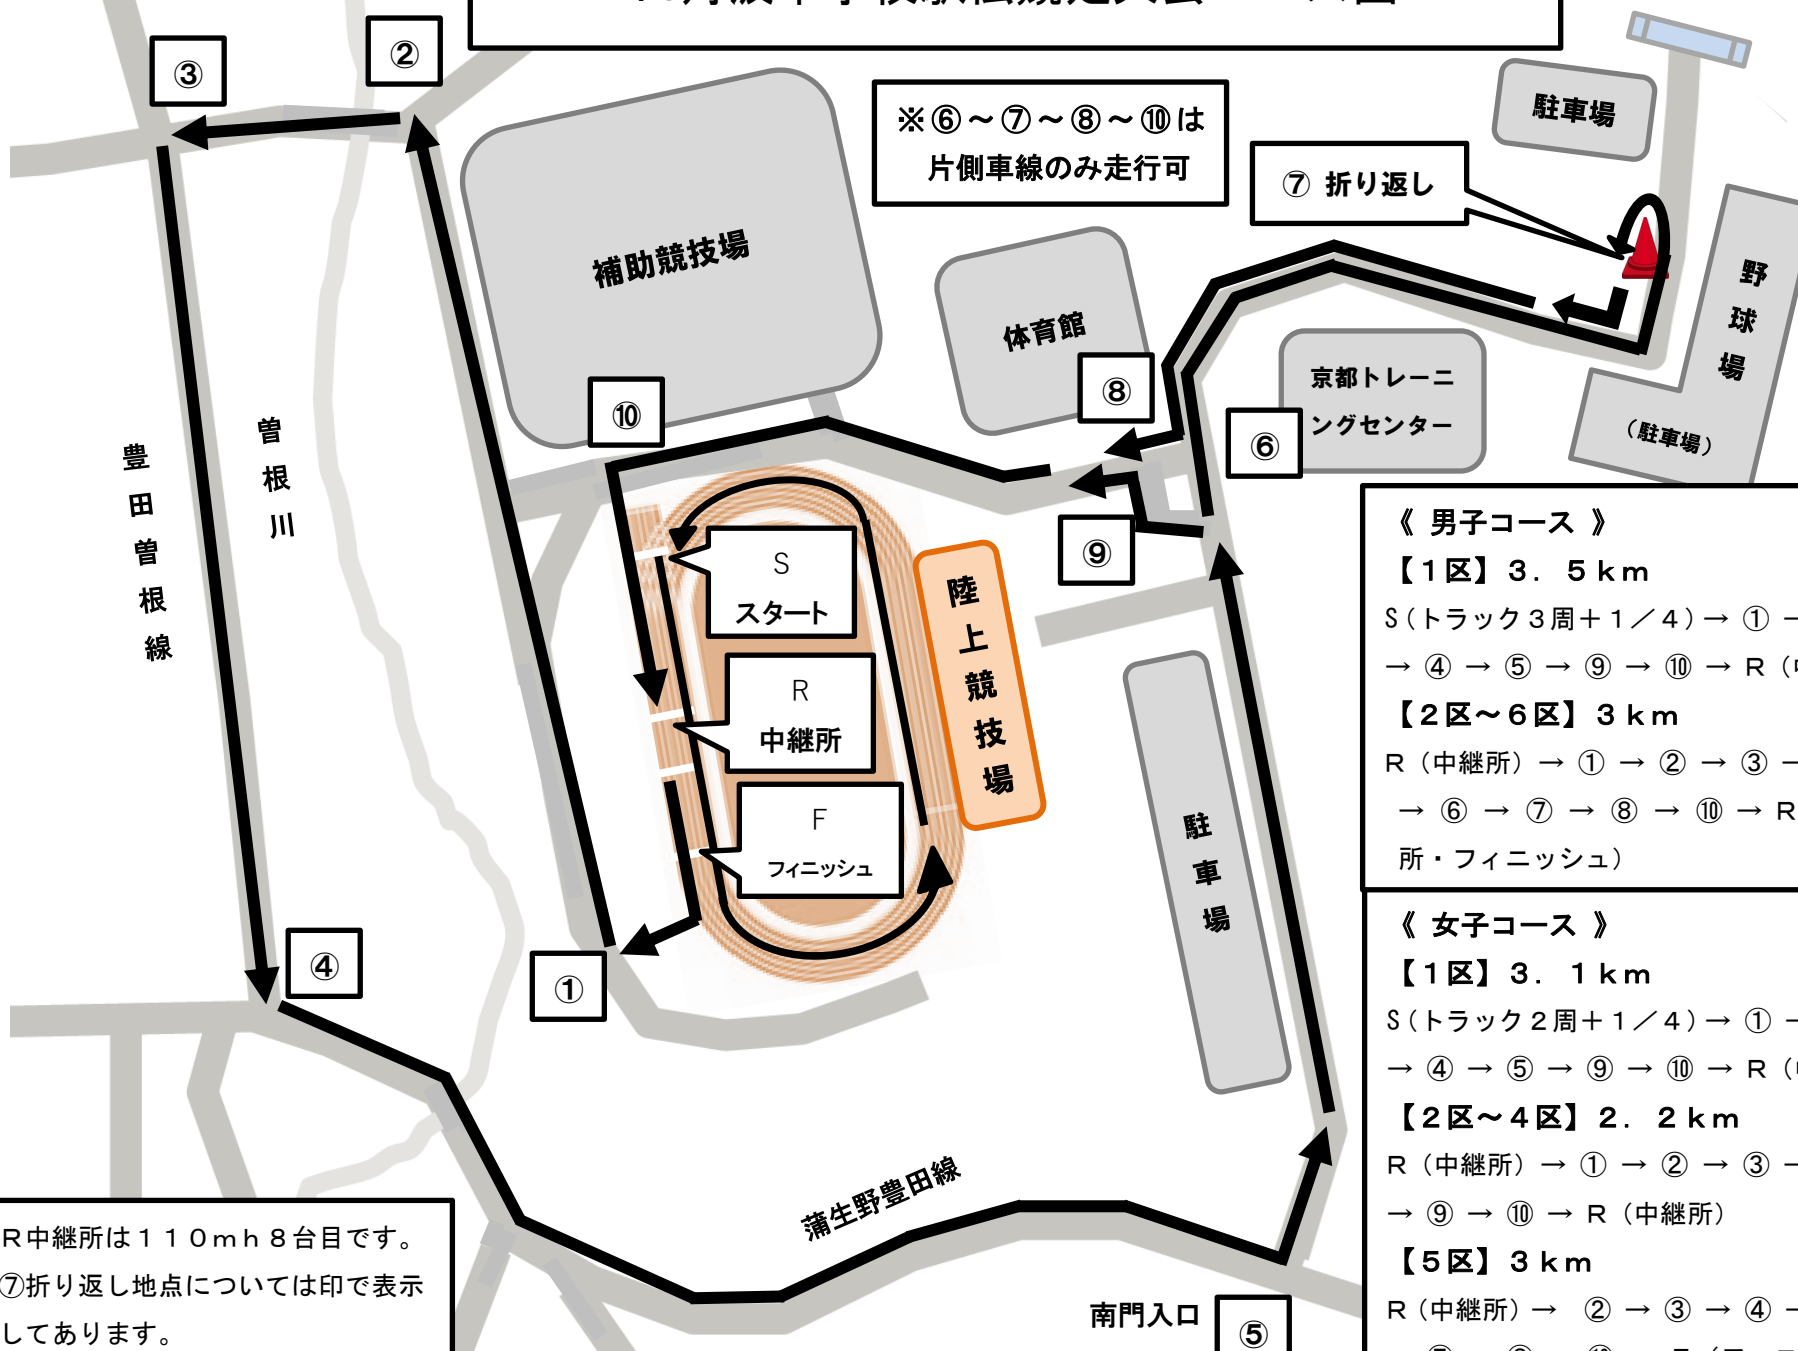 ③
②
※⑥～⑦～⑧～⑩は
片側車線のみ走行可
駐車場
⑦ 折り返し
補助競技場
体育館
野球場
（駐車場）
京都トレーニ
ングセンター
⑧
⑥
⑩
⑨
豊田曽根線
曽根川
S
スタート
R
中継所
F
フィニッシュ
陸上競技場
駐車場
④
①
蒲生野豊田線
南門入口
⑤
R中継所は１１０ｍｈ８台目です。
⑦折り返し地点については印で表示
してあります。
《 男子コース 》
【１区】３．５ｋｍ
S（トラック３周＋１／４）→ ①
→ ④ → ⑤ → ⑨ → ⑩ → R
【２区～６区】３ｋｍ
R（中継所）→ ① → ② → ③
→ ⑥ → ⑦ → ⑧ → ⑩ → R
所・フィニッシュ）
《 女子コース 》
【１区】３．１ｋｍ
S（トラック２周＋１／４）→ ①
→ ④ → ⑤ → ⑨ → ⑩ → R
【２区～４区】２．２ｋｍ
R（中継所）→ ① → ② → ③
→ ⑨ → ⑩ → R（中継所）
【５区】３ｋｍ
R（中継所）→ ② → ③ → ④